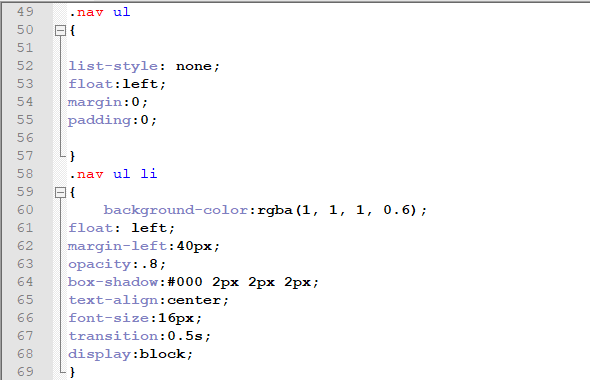 49 .nav ul
50 {
51
52 list-style: none;
53 float:left;
54 margin:0;
55 padding:0;
56
57 }
58 .nav ul li
59 {
60 background-color:rgba(1, 1, 1, 0.6);
61 float: left;
62 margin-left:40px;
63 opacity:.8;
64 box-shadow:#000 2px 2px 2px;
65 text-align:center;
66 font-size:16px;
67 transition:0.5s;
68 display:block;
69 }